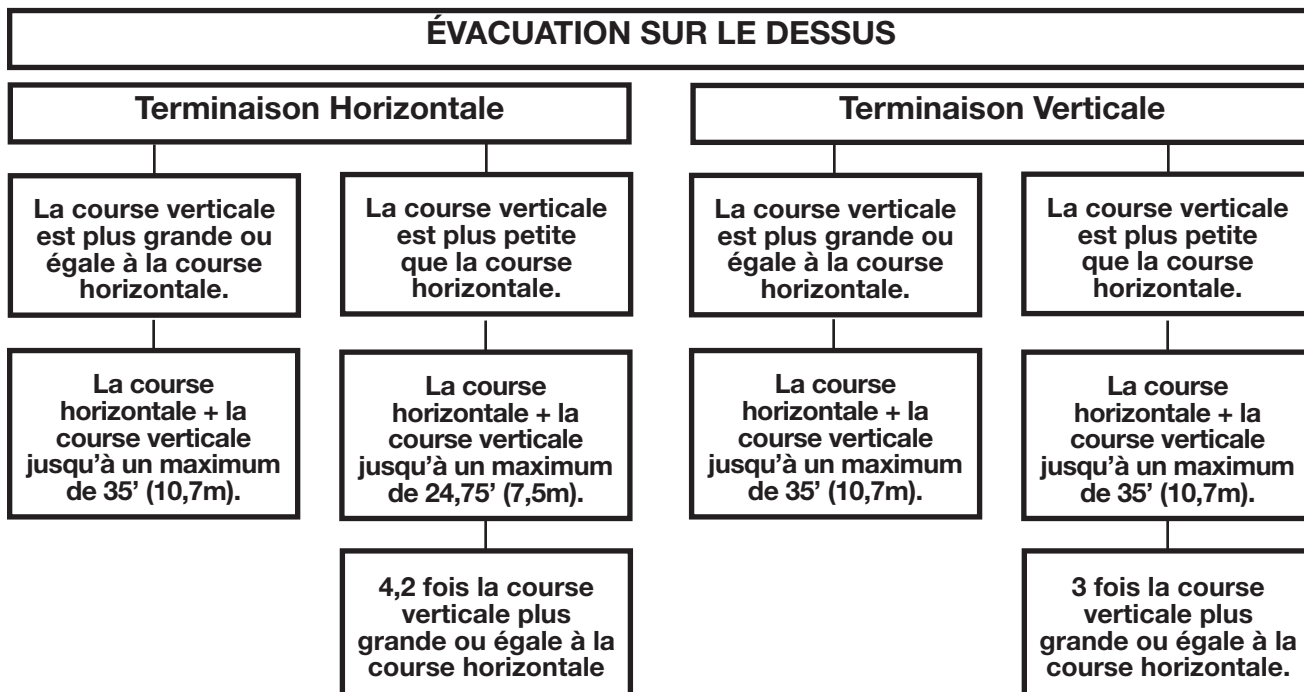 ÉVACUATION SUR LE DESSUS
Terminaison Horizontale
La course verticale
est plus grande ou
égale à la course
horizontale.
La course
horizontale + la
course verticale
jusqu’à un maximum
de 35’ (10,7m).
La course verticale
est plus petite
que la course
horizontale.
La course
horizontale + la
course verticale
jusqu’à un maximum
de 24,75’ (7,5m).
4,2 fois la course
verticale plus
grande ou égale à la
course horizontale
Terminaison Verticale
La course verticale
est plus grande ou
égale à la course
horizontale.
La course
horizontale + la
course verticale
jusqu’à un maximum
de 35’ (10,7m).
La course verticale
est plus petite
que la course
horizontale.
La course
horizontale + la
course verticale
jusqu’à un maximum
de 35’ (10,7m).
3 fois la course
verticale plus
grande ou égale à la
course horizontale.